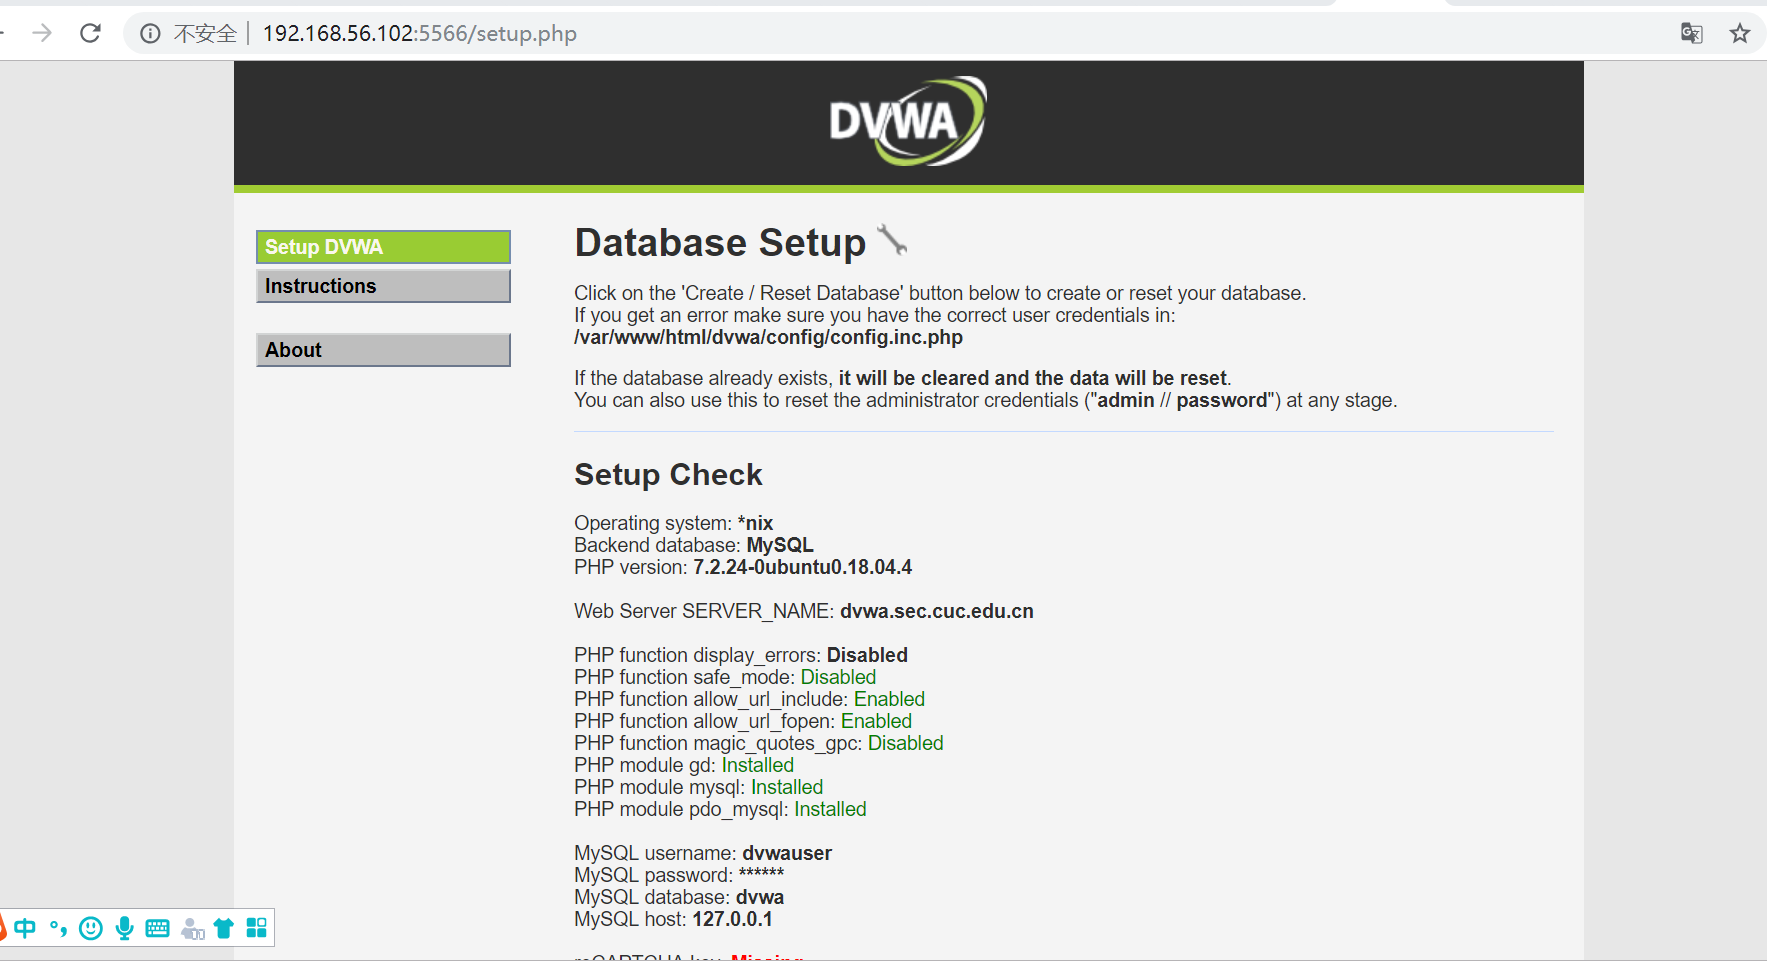 不安全 192.168.56.102:5566/setup.php
DVWA
Setup DVWA
Instructions
About
Database Setup
Click on the 'Create / Reset Database' button below to create or reset your database.
If you get an error make sure you have the correct user credentials in:
/var/www/html/dvwa/config/config.inc.php
If the database already exists, it will be cleared and the data will be reset.
You can also use this to reset the administrator credentials ("admin // password") at any stage.
Setup Check
Operating system: *nix
Backend database: MySQL
PHP version: 7.2.24-0ubuntu0.18.04.4
Web Server SERVER_NAME: dvwa.sec.cuc.edu.cn
PHP function display_errors: Disabled
PHP function safe_mode: Disabled
PHP function allow_url_include: Enabled
PHP function allow_url_fopen: Enabled
PHP function magic_quotes_gpc: Disabled
PHP module gd: Installed
PHP module mysql: Installed
PHP module pdo_mysql: Installed
MySQL username: dvwauser
MySQL password: ******
MySQL database: dvwa
MySQL host: 127.0.0.1
reCAPTCHA key: Missing
中